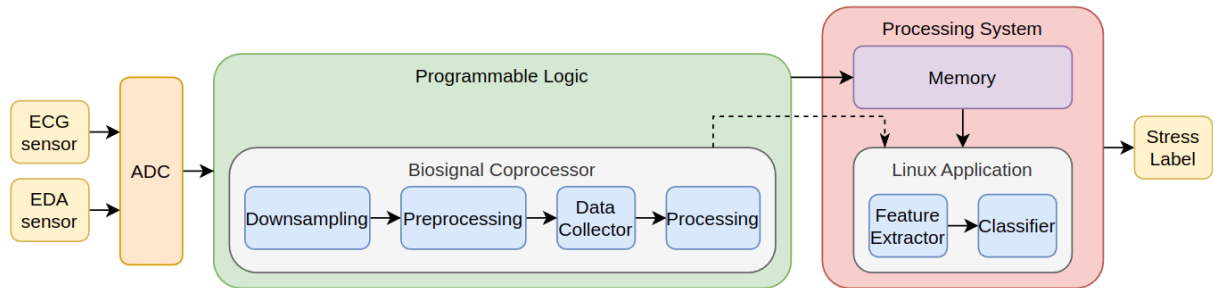 ECG
sensor
EDA
sensor
ADC
Programmable Logic
Biosignal Coprocessor
Downsampling
Preprocessing
Data
Collector
Processing
Processing System
Memory
Linux Application
Feature
Extractor
Classifier
Stress
Label